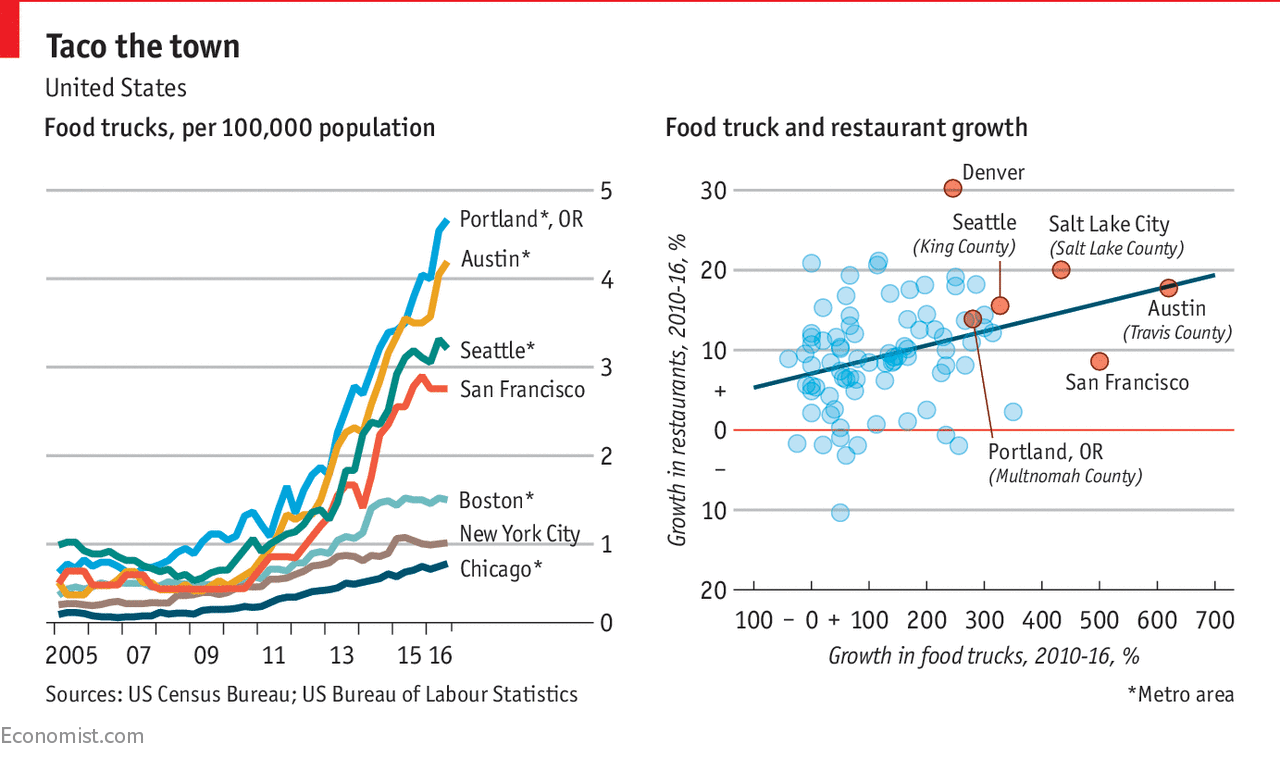 Taco the town
United States
Food trucks, per 100,000 population
5
4
3
2
1
0
Portland*, OR
Austin*
Seattle*
San Francisco
Boston*
New York City
Chicago*
2005 07 09 11 13 15 16
Food truck and restaurant growth
Growth in restaurants, 2010-16, %
30
20
10
+
0
–
10
20
Denver
Seattle
(King County)
Salt Lake City
(Salt Lake County)
Austin
(Travis County)
San Francisco
Portland, OR
(Multnomah County)
100 – 0 + 100 200 300 400 500 600 700
Growth in food trucks, 2010-16, %
Sources: US Census Bureau; US Bureau of Labour Statistics
*Metro area
Economist.com